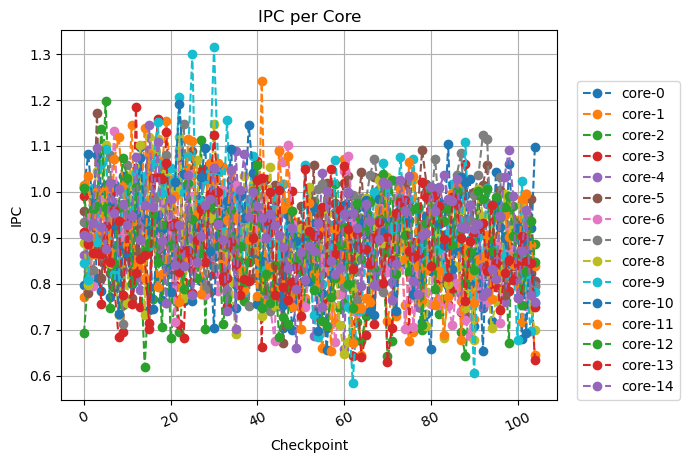 IPC per Core
1.3
1.2
1.1
1.0
0.9
0.8
0.7
0.6
IPC
0
20
40
60
80
100
Checkpoint
core-0
core-1
core-2
core-3
core-4
core-5
core-6
core-7
core-8
core-9
core-10
core-11
core-12
core-13
core-14